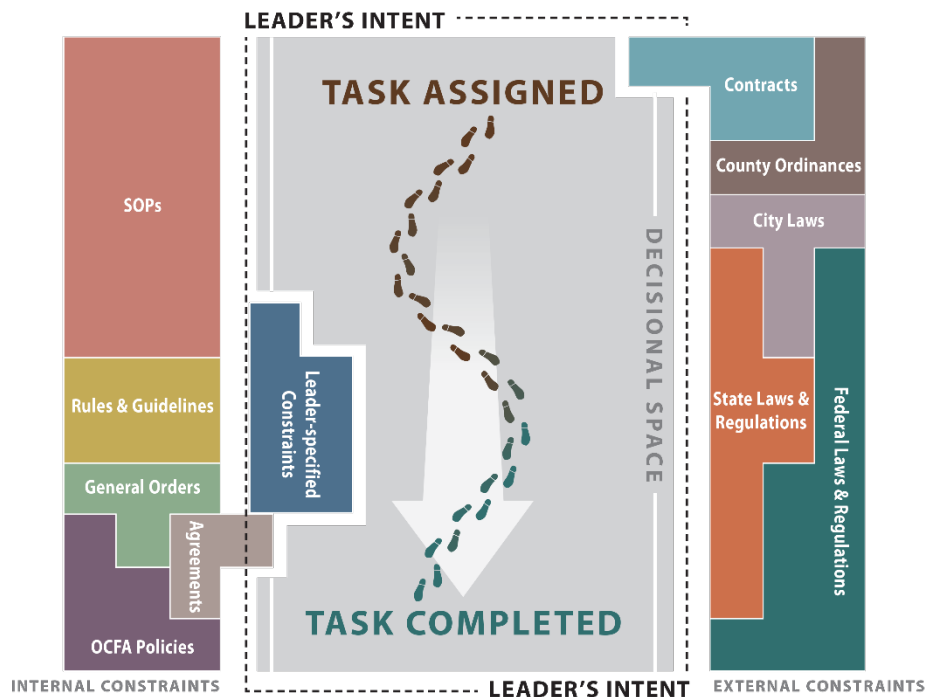 LEADER'S INTENT
TASK ASSIGNED
Contracts
County Ordinances
SOPs
City Laws
DECISIONAL SPACE
Leader-specified
Constraints
Rules & Guidelines
State Laws &
Regulations
Federal Laws & Regulations
General Orders
Agreements
TASK COMPLETED
OCFA Policies
INTERNAL CONSTRAINTS
LEADER'S INTENT
EXTERNAL CONSTRAINTS